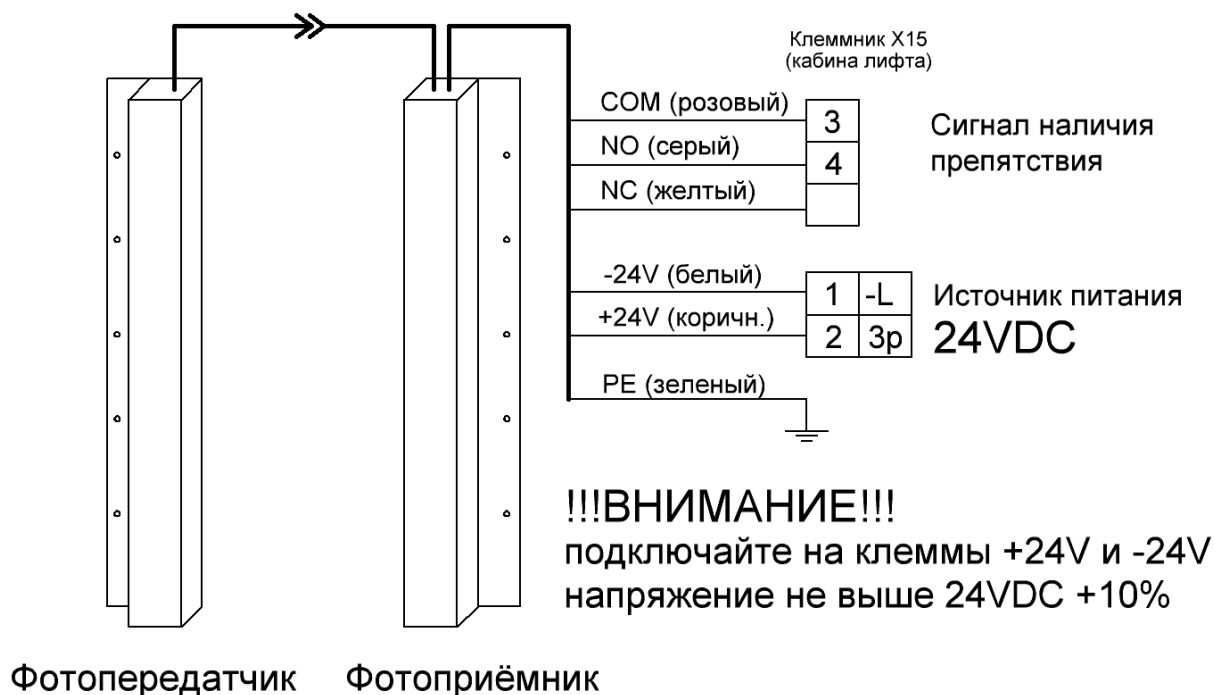 Клеммник X15
(кабина лифта)
COM (розовый)
3
NO (серый)
4
NC (желтый)
Сигнал наличия
препятствия
-24V (белый)
1 -L
+24V (коричн.)
2 3р
Источник питания
24VDC
PE (зеленый)
!!!ВНИМАНИЕ!!!
подключайте на клеммы +24V и -24V
напряжение не выше 24VDC +10%
Фотопередатчик
Фотоприёмник